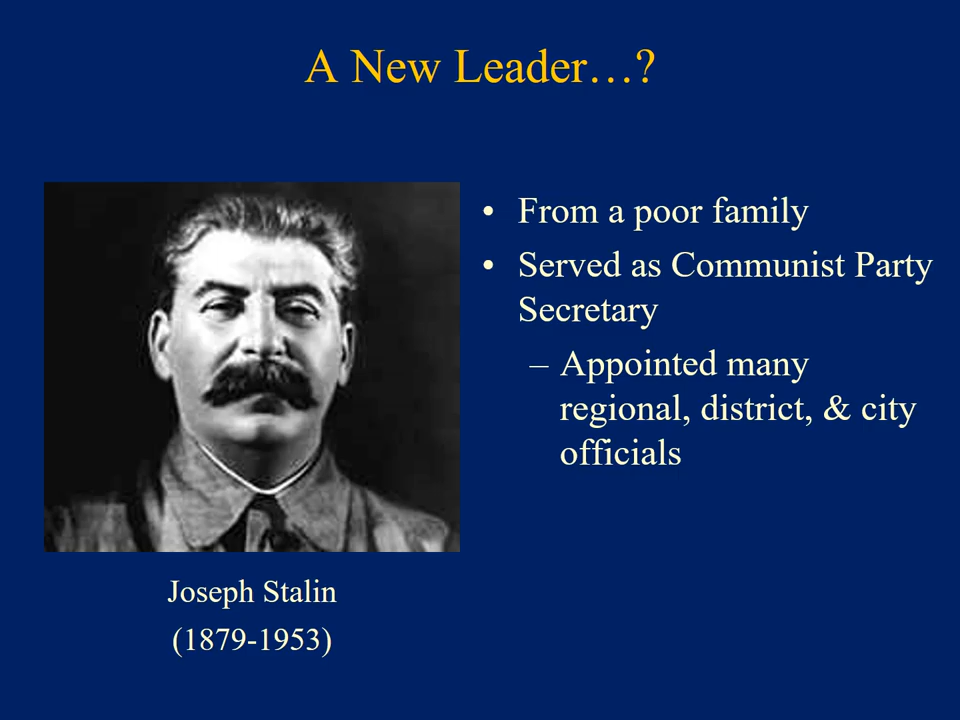 A New Leader…?
• From a poor family
• Served as Communist Party
Secretary
– Appointed many
regional, district, & city
officials
Joseph Stalin
(1879-1953)